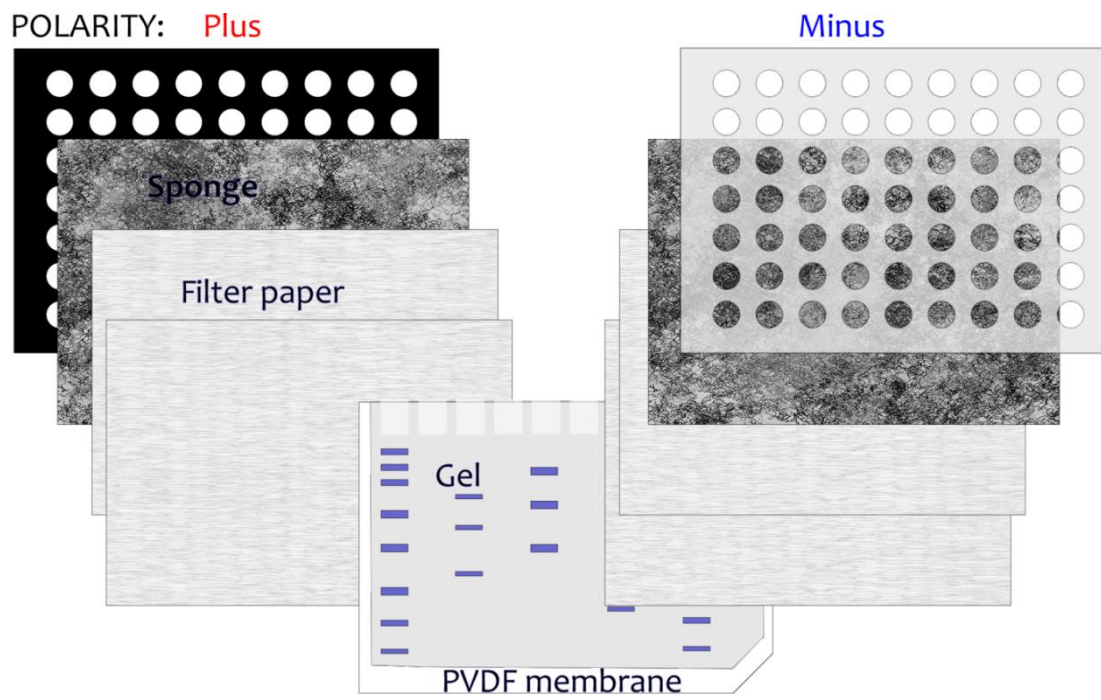 POLARITY: Plus Minus
Sponge
Filter paper
Gel
PVDF membrane